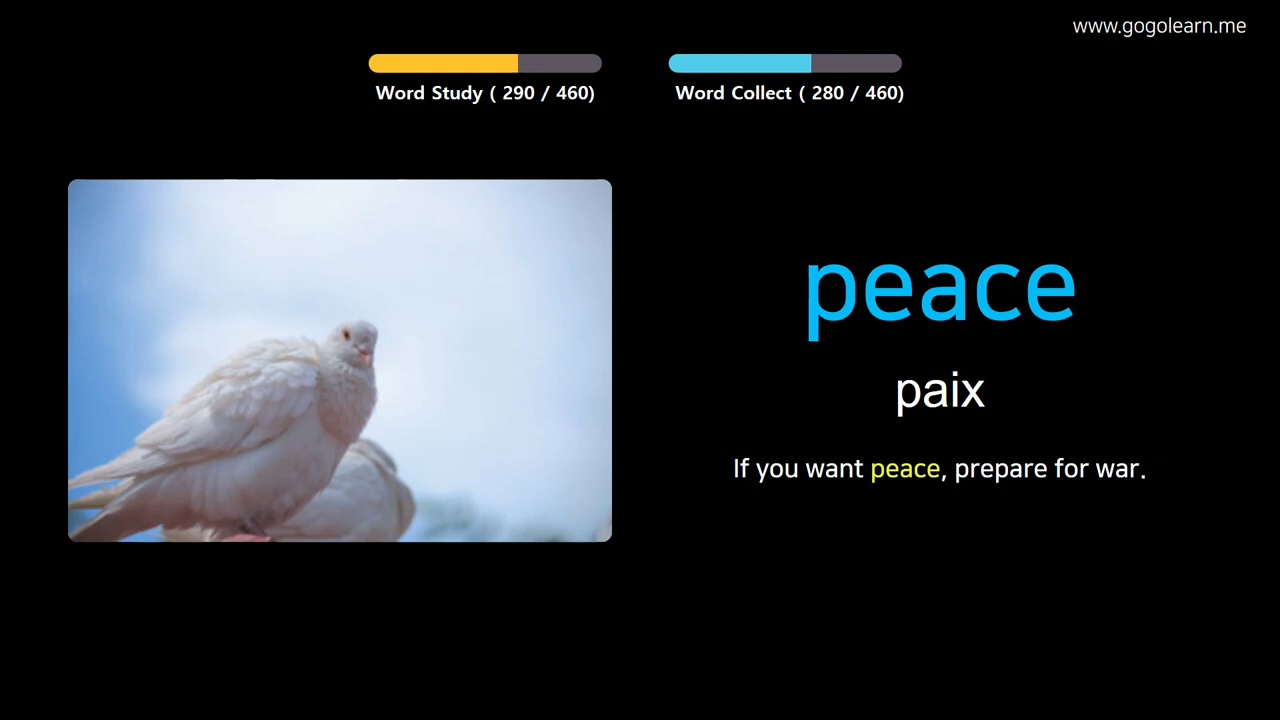 www.gogolearn.me
Word Study ( 290 / 460)
Word Collect ( 280 / 460)
peace
paix
If you want peace, prepare for war.